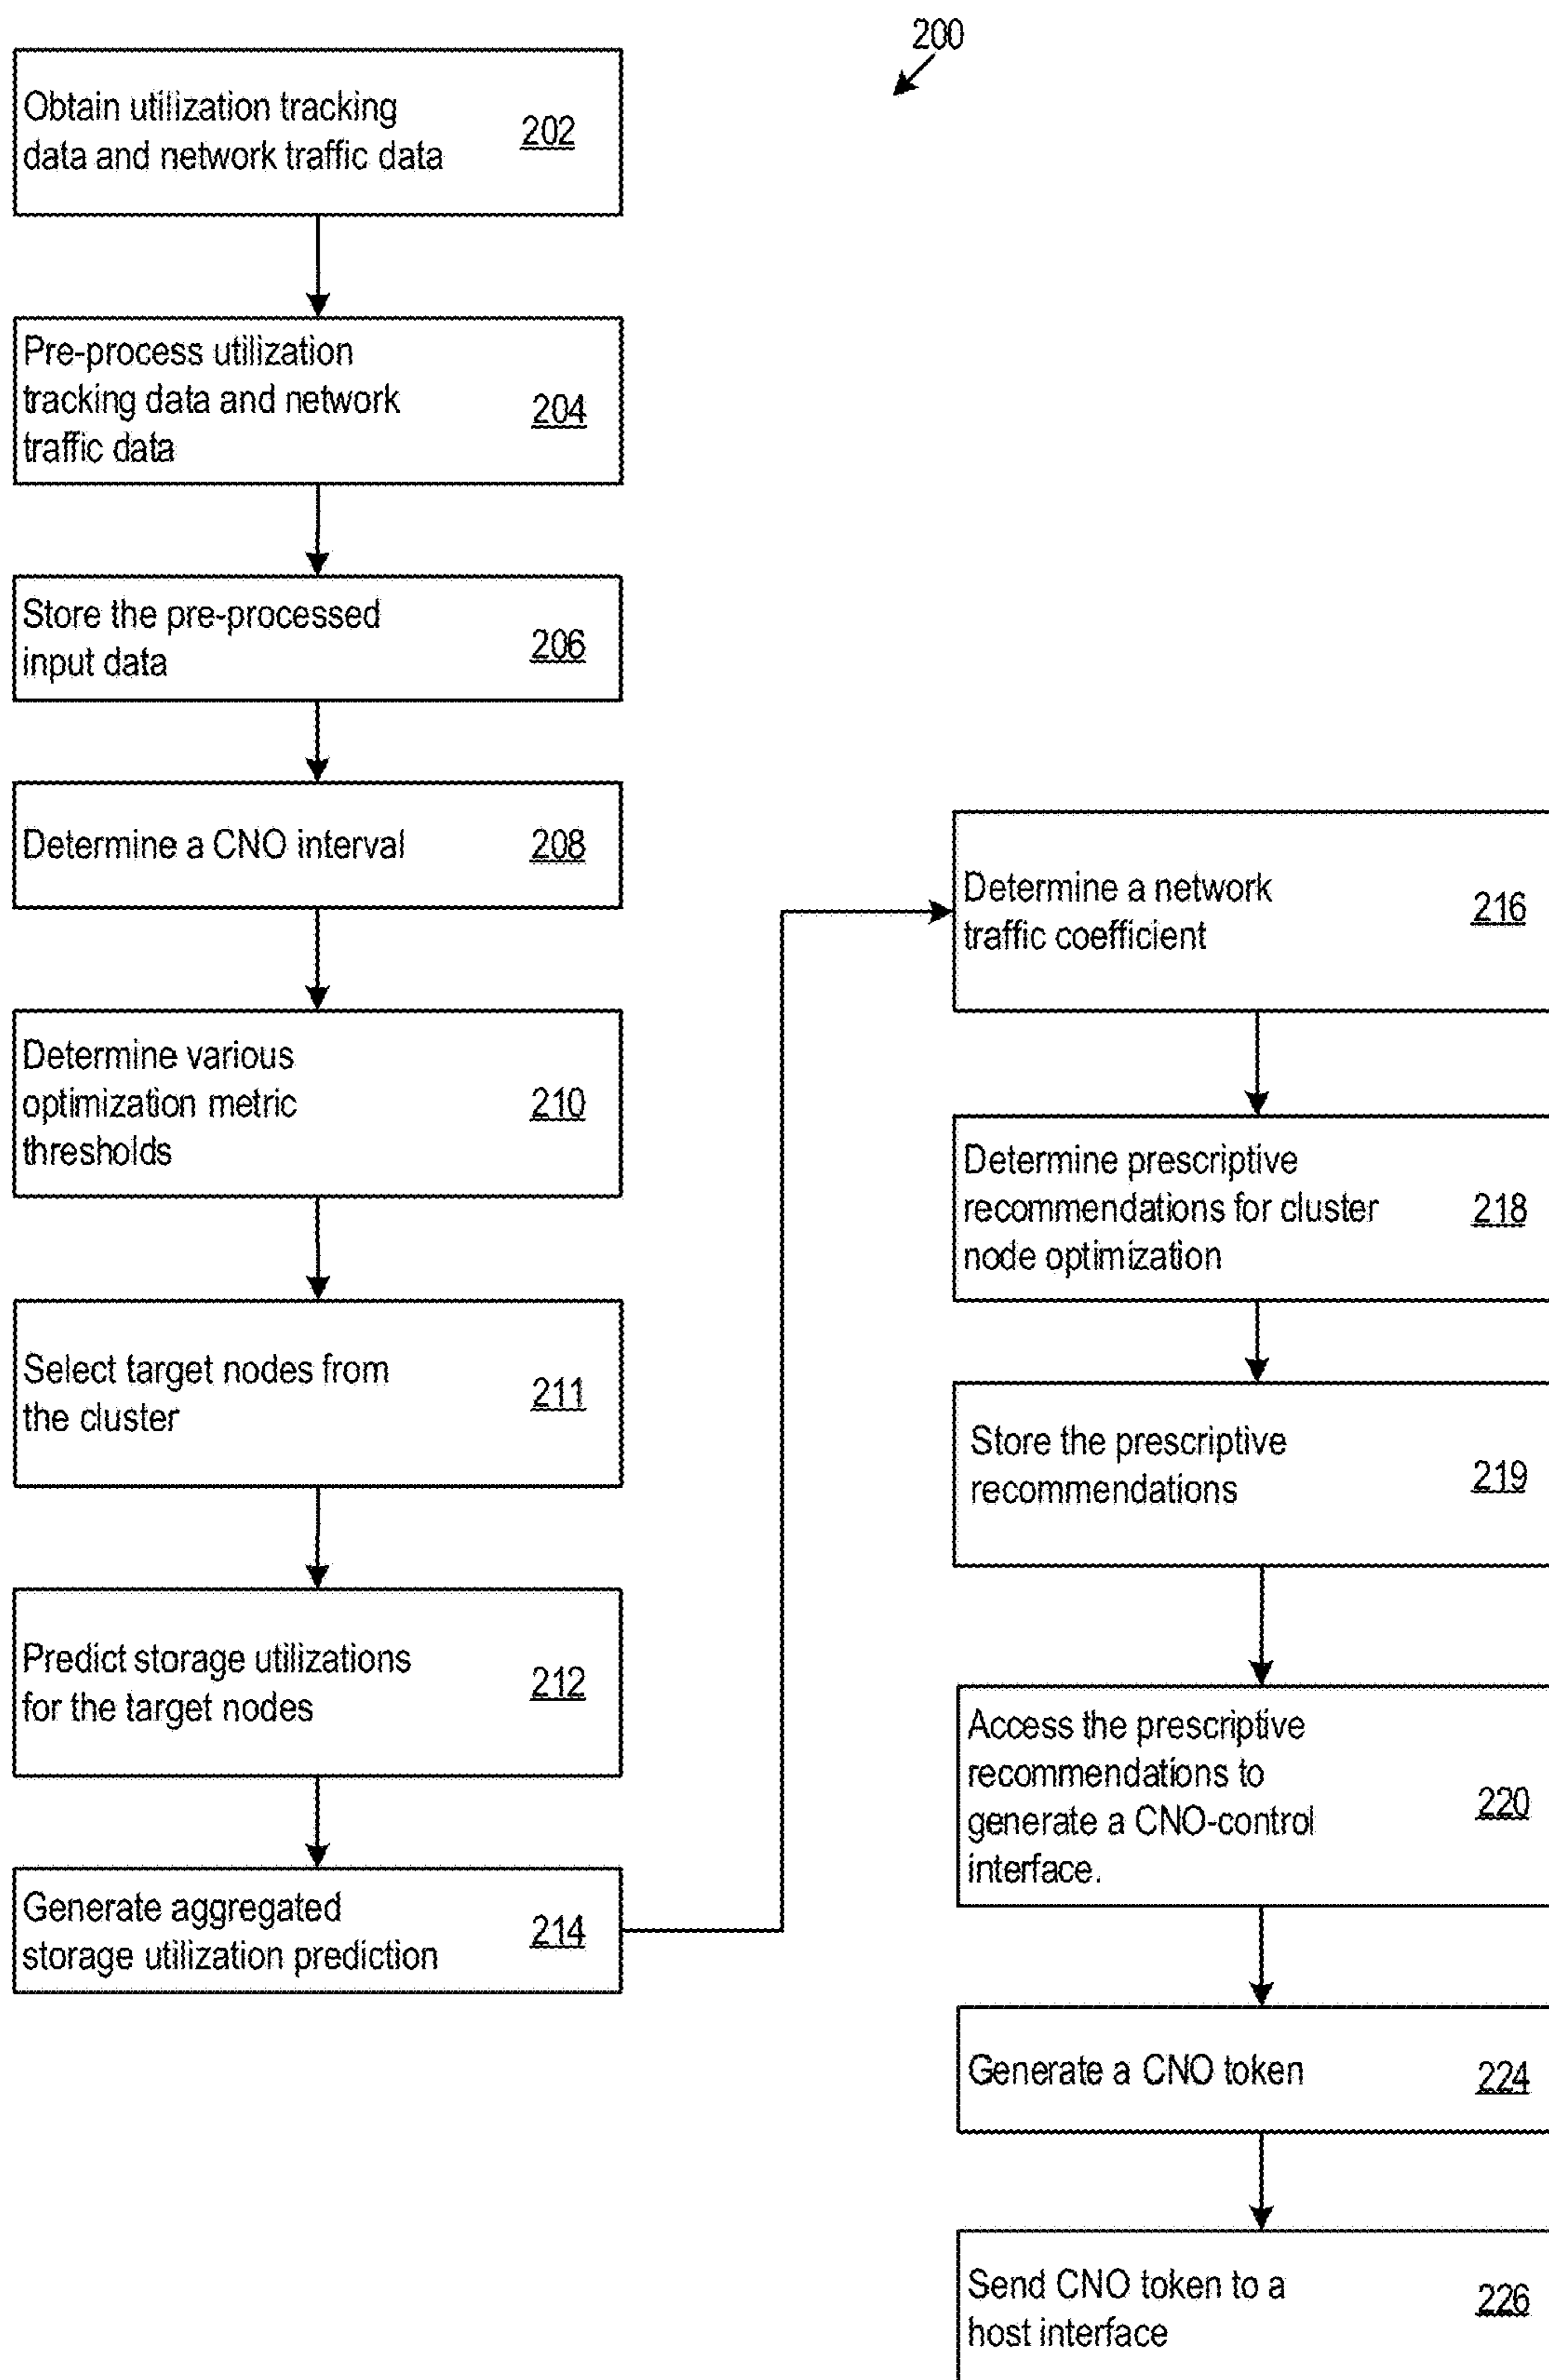 200
Obtain utilization tracking
data and network traffic data
202
Pre-process utilization
tracking data and network
traffic data
204
Store the pre-processed
input data
206
Determine a CNO interval
208
Determine various
optimization metric
thresholds
210
Select target nodes from
the cluster
211
Predict storage utilizations
for the target nodes
212
Generate aggregated
storage utilization prediction
214
Determine a network
traffic coefficient
216
Determine prescriptive
recommendations for cluster
node optimization
218
Store the prescriptive
recommendations
219
Access the prescriptive
recommendations to
generate a CNO-control
interface.
220
Generate a CNO token
224
Send CNO token to a
host interface
226